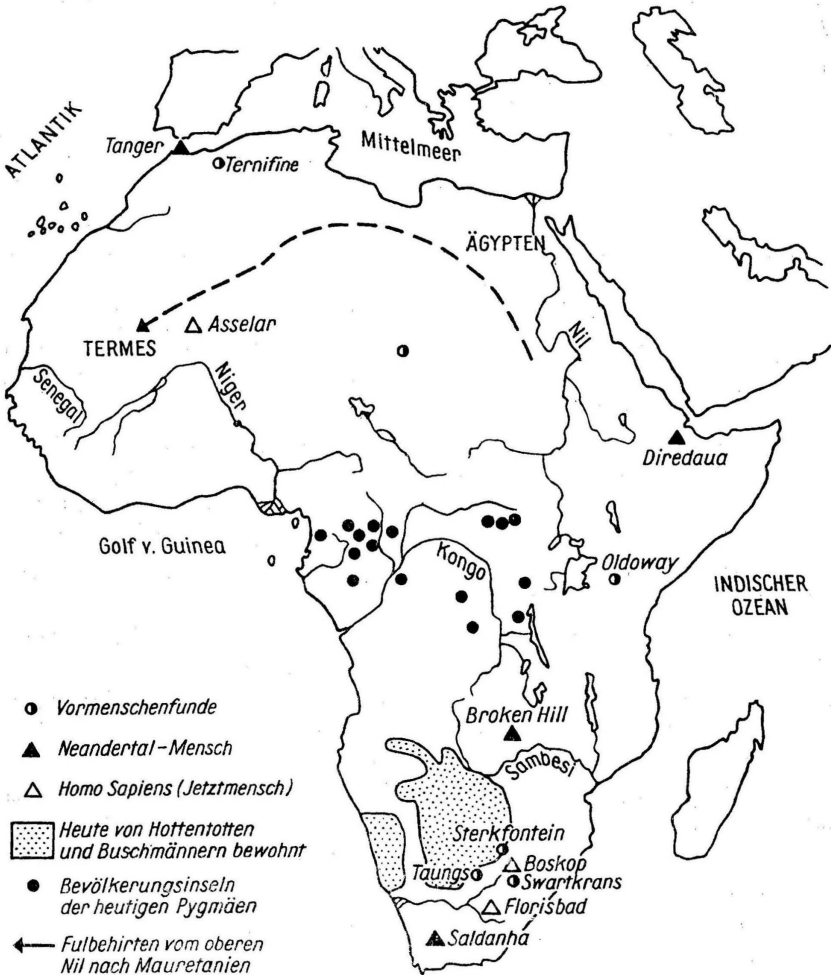 ATLANTIK
Tanger
Ternifine
Mittelmeer
ÄGYPTEN
Nil
TERMES
Asselar
Senegal
Niger
Diredaua
Golf v. Guinea
Kongo
Oldoway
INDISCHER
OZEAN
Broken Hill
Sambesi
Sterkfontein
Taungs
Boskop
Swartkrans
Florisbad
Saldanha
Vormenschenfunde
Neandertal-Mensch
Homo Sapiens (Jetztmensch)
Heute von Hottentotten
und Buschmännern bewohnt
Bevölkerungsinseln
der heutigen Pygmäen
Fulbehirten vom oberen
Nil nach Mauretanien